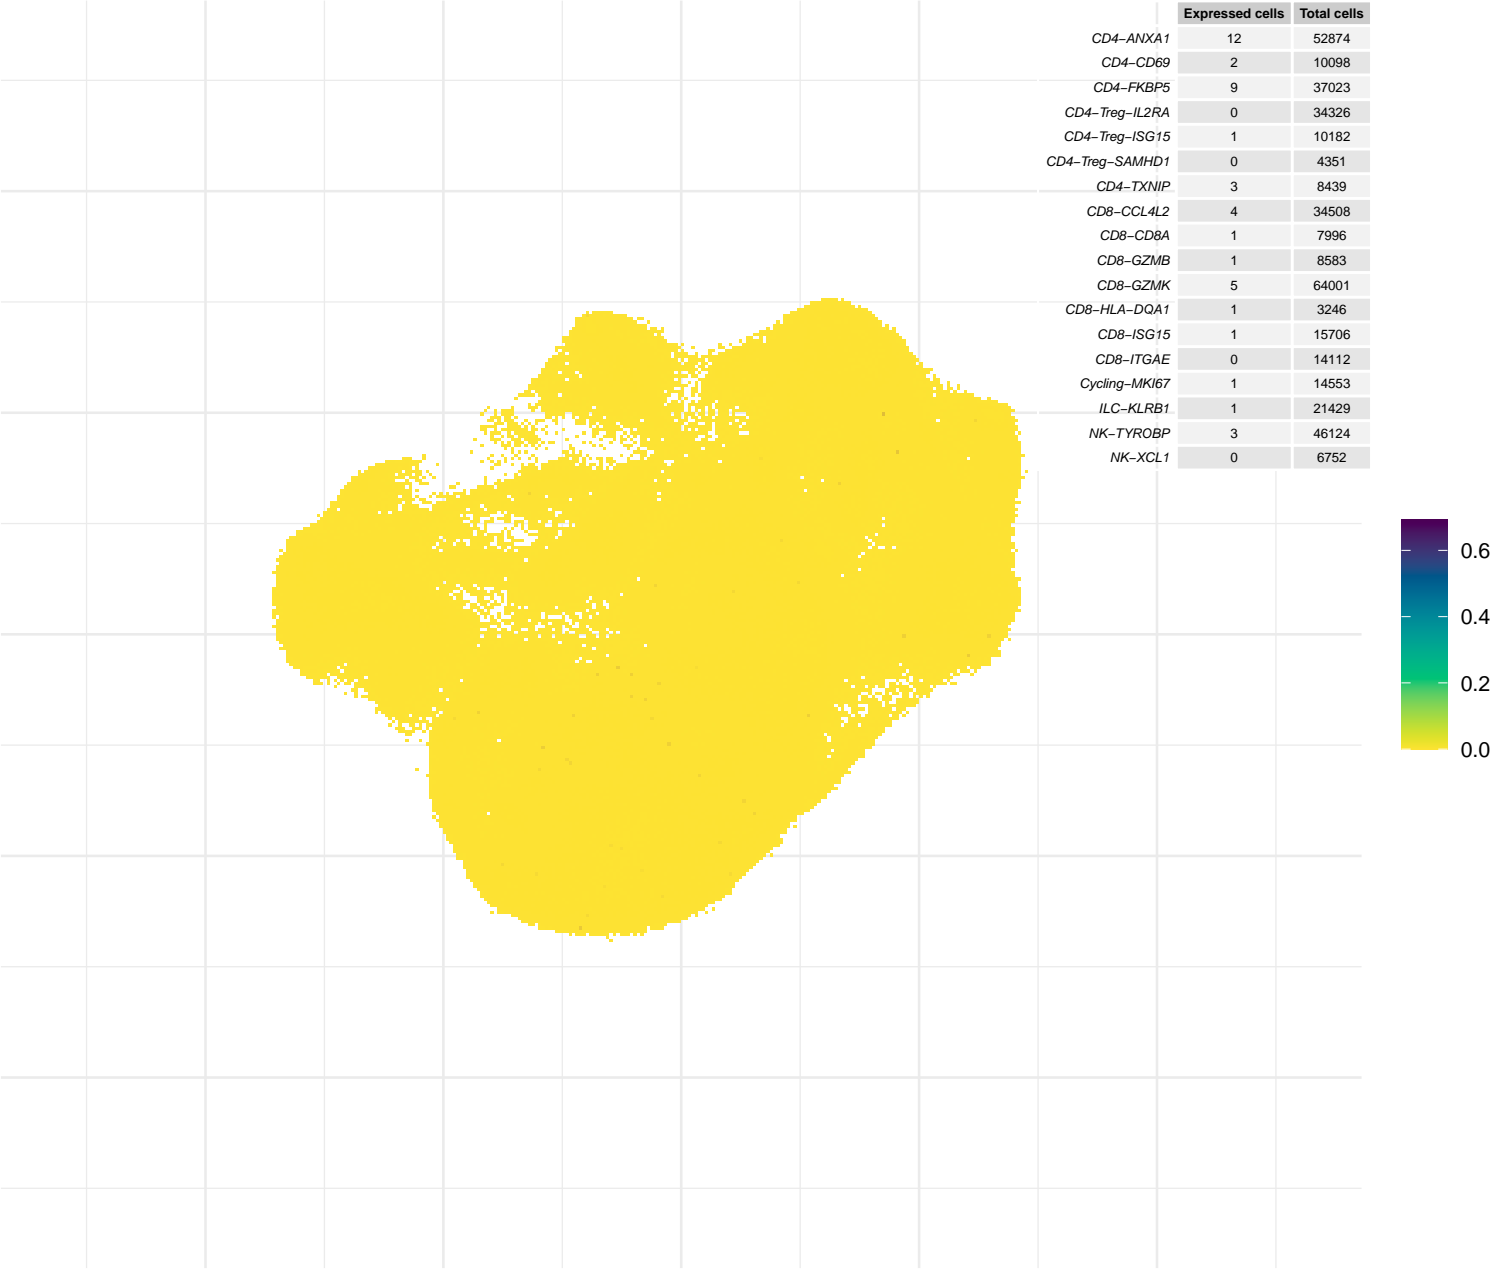 Expressed cells Total cells
CD4−ANXA1 12 52874
CD4−CD69 2 10098
CD4−FKBP5 9 37023
CD4−Treg−IL2RA 0 34326
CD4−Treg−ISG15 1 10182
CD4−Treg−SAMHD1 0 4351
CD4−TXNIP 3 8439
CD8−CCL4L2 4 34508
CD8−CD8A 1 7996
CD8−GZMB 1 8583
CD8−GZMK 5 64001
CD8−HLA−DQA1 1 3246
CD8−ISG15 1 15706
CD8−ITGAE 0 14112
Cycling−MKI67 1 14553
ILC−KLRB1 1 21429
NK−TYROBP 3 46124
NK−XCL1 0 6752
0.6
0.4
0.2
0.0